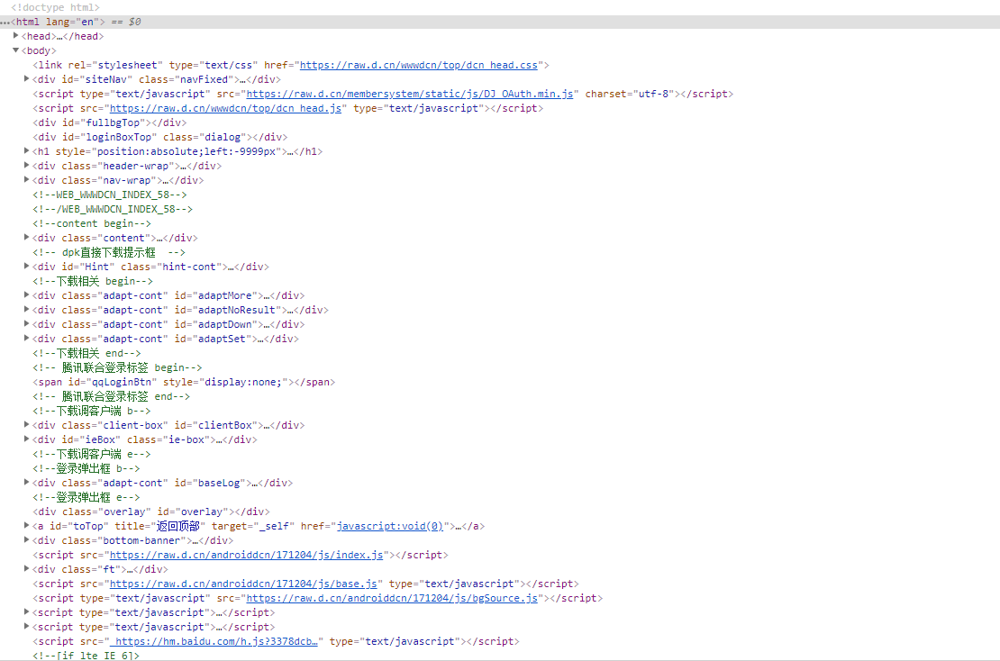 <!doctype html>
…<html lang="en"> == $0
<head>…</head>
<body>
<link rel="stylesheet" type="text/css" href="https://raw.d.cn/wwwdcn/top/dcn_head.css">
<div id="siteNav" class="navFixed">…</div>
<script type="text/javascript" src="https://raw.d.cn/membersystem/static/js/DJ_OAuth.min.js" charset="utf-8"></script>
<script src="https://raw.d.cn/wwwdcn/top/dcn_head.js" type="text/javascript"></script>
<div id="fullbgTop"></div>
<div id="loginBoxTop" class="dialog"></div>
<h1 style="position:absolute;left:-9999px">…</h1>
<div class="header-wrap">…</div>
<div class="nav-wrap">…</div>
<!--WEB_WWWDCN_INDEX_58-->
<!--/WEB_WWWDCN_INDEX_58-->
<!--content begin-->
<div class="content">…</div>
<!-- dpk直接下载提示框  -->
<div id="Hint" class="hint-cont">…</div>
<!--下载相关 begin-->
<div class="adapt-cont" id="adaptMore">…</div>
<div class="adapt-cont" id="adaptNoResult">…</div>
<div class="adapt-cont" id="adaptDown">…</div>
<div class="adapt-cont" id="adaptSet">…</div>
<!--下载相关 end-->
<!-- 腾讯联合登录标签 begin-->
<span id="qqLoginBtn" style="display:none;"></span>
<!-- 腾讯联合登录标签 end-->
<!--下载调客户端 b-->
<div class="client-box" id="clientBox">…</div>
<div id="ieBox" class="ie-box">…</div>
<!--下载调客户端 e-->
<!--登录弹出框 b-->
<div class="adapt-cont" id="baseLog">…</div>
<!--登录弹出框 e-->
<div class="overlay" id="overlay"></div>
<a id="toTop" title="返回顶部" target="_self" href="javascript:void(0)">…</a>
<div class="bottom-banner">…</div>
<script src="https://raw.d.cn/androiddcn/171204/js/index.js"></script>
<div class="ft">…</div>
<script src="https://raw.d.cn/androiddcn/171204/js/base.js" type="text/javascript"></script>
<script type="text/javascript" src="https://raw.d.cn/androiddcn/171204/js/bgSource.js"></script>
<script type="text/javascript">…</script>
<script type="text/javascript">…</script>
<script src=" https://hm.baidu.com/h.js?3378dcb…" type="text/javascript"></script>
<!--[if lte IE 6]>